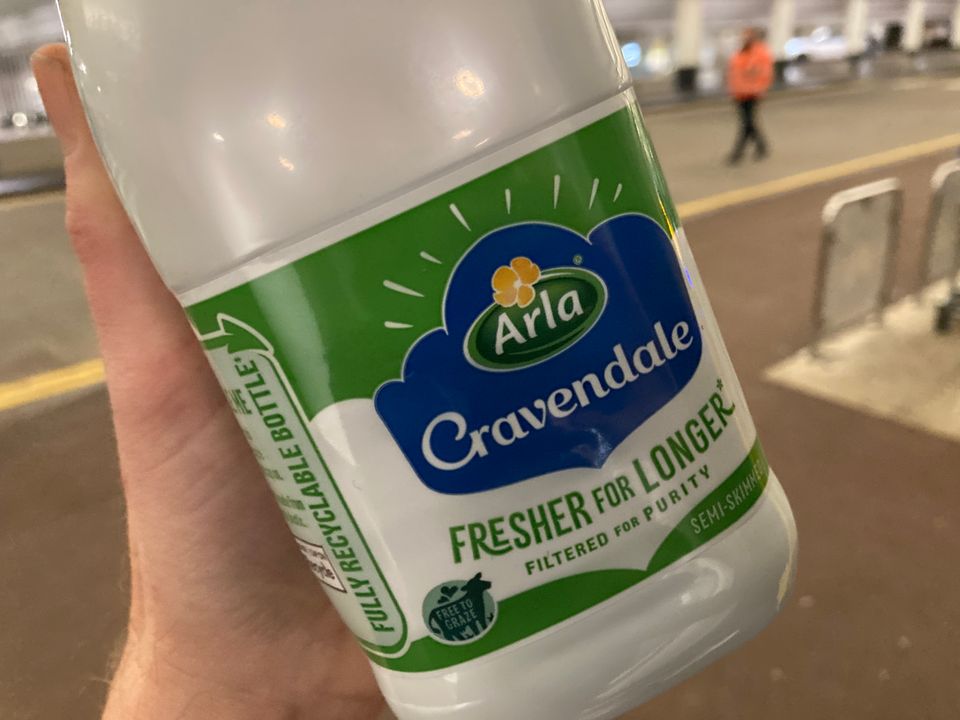 Arla
Cravendale
FRESHER FOR LONGER*
FILTERED FOR PURITY
SEMI-SKIMMED
FREE TO
GRAZE
FULLY RECYCLABLE BOTTLE.